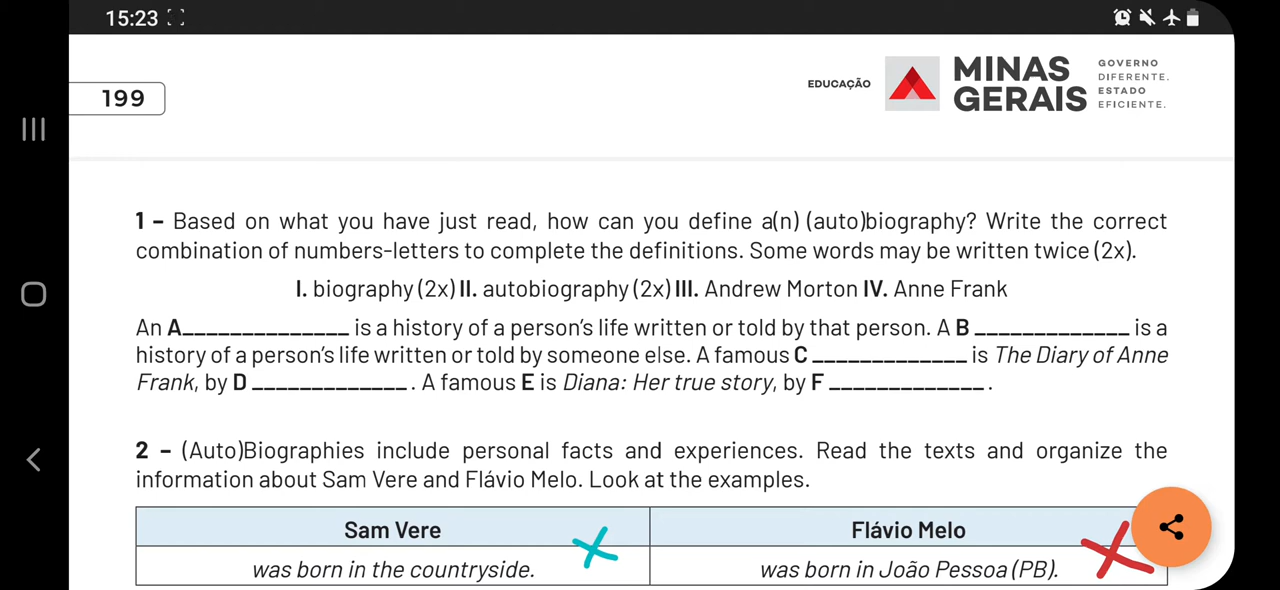 15:23
199
EDUCAÇÃO
MINAS
GERAIS
GOVERNO
DIFERENTE.
ESTADO
EFICIENTE.
1 – Based on what you have just read, how can you define a(n) (auto)biography? Write the correct
combination of numbers-letters to complete the definitions. Some words may be written twice (2x).
I. biography (2x) II. autobiography (2x) III. Andrew Morton IV. Anne Frank
An A______________ is a history of a person's life written or told by that person. A B _____________ is a
history of a person's life written or told by someone else. A famous C _____________ is The Diary of Anne
Frank, by D _____________ . A famous E is Diana: Her true story, by F _____________ .
2 – (Auto)Biographies include personal facts and experiences. Read the texts and organize the
information about Sam Vere and Flávio Melo. Look at the examples.
Sam Vere Flávio Melo
was born in the countryside. was born in João Pessoa (PB).